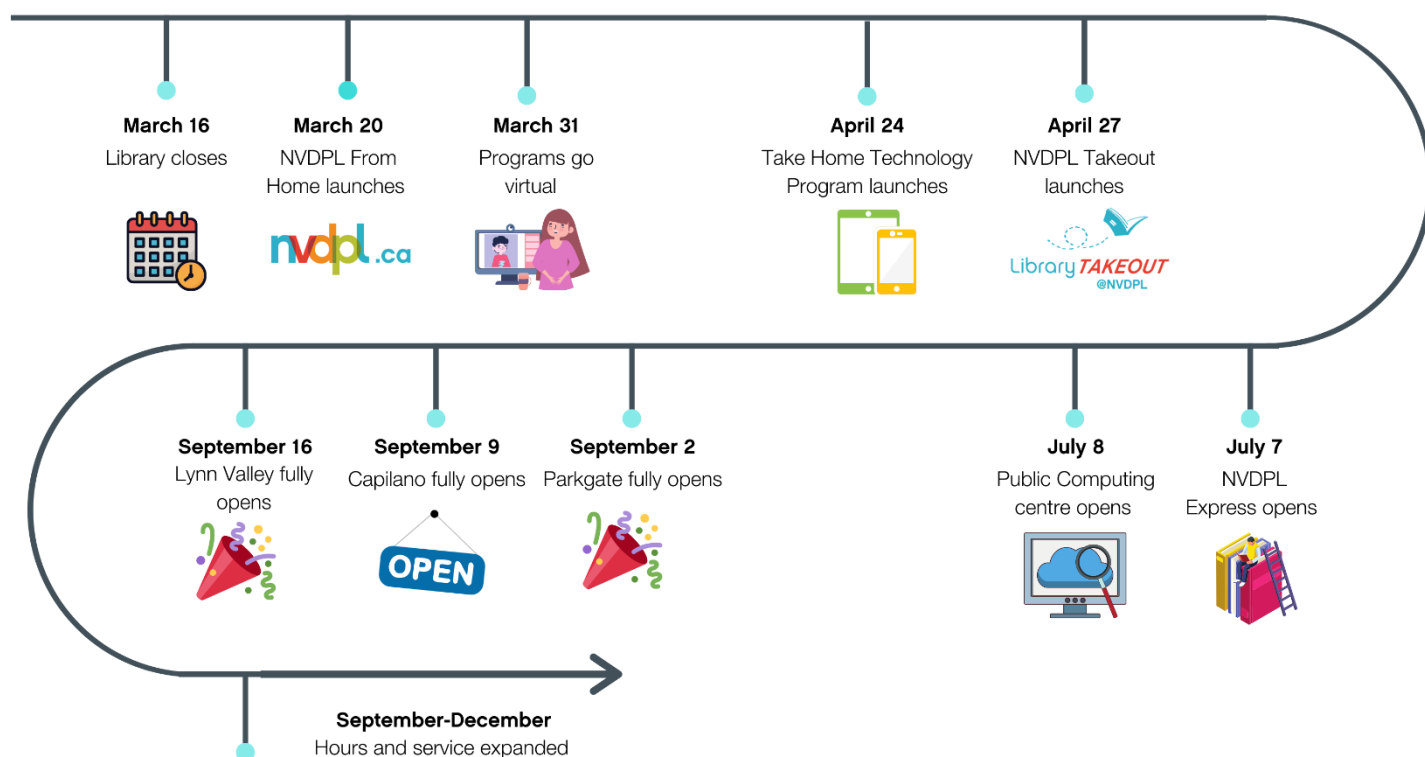 March 16
Library closes
March 20
NVDPL From
Home launches
nvdpl.ca
March 31
Programs go
virtual
April 24
Take Home Technology
Program launches
April 27
NVDPL Takeout
launches
Library TAKEOUT
@NVDPL
July 7
NVDPL
Express opens
July 8
Public Computing
centre opens
September 2
Parkgate fully opens
September 9
Capilano fully opens
OPEN
September 16
Lynn Valley fully
opens
September-December
Hours and service expanded